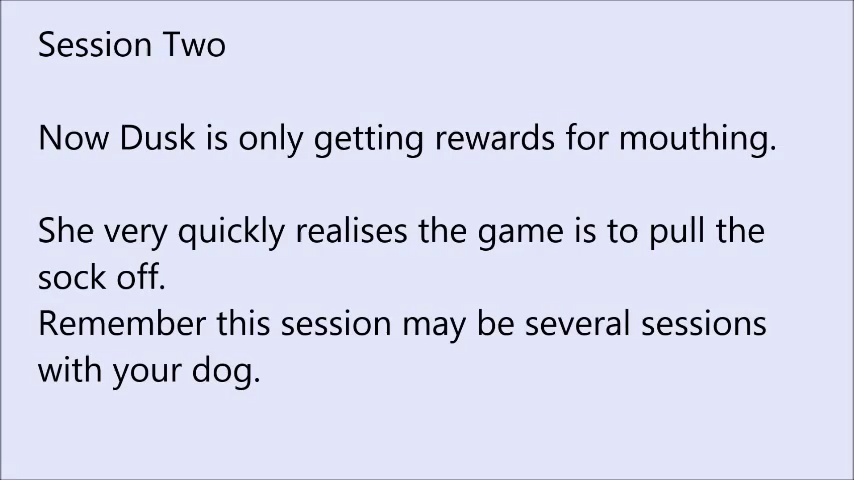 Session Two
Now Dusk is only getting rewards for mouthing.
She very quickly realises the game is to pull the
sock off.
Remember this session may be several sessions
with your dog.